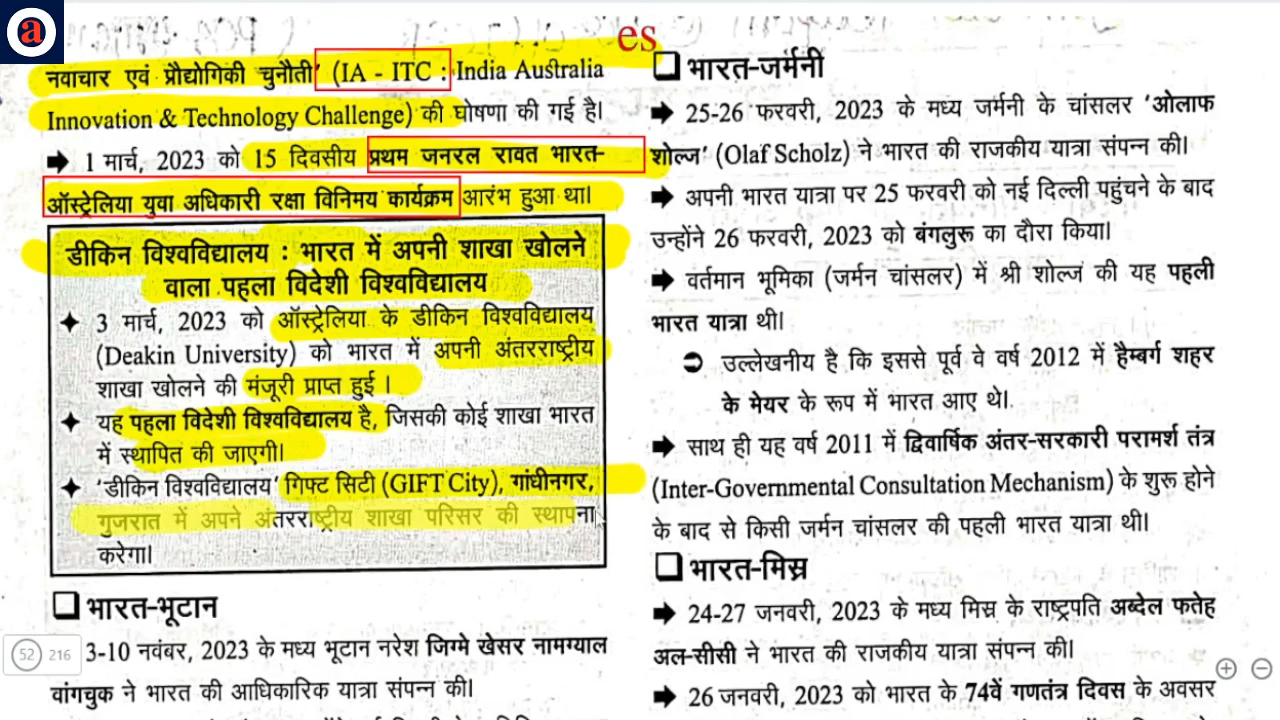 a
es
नवाचार एवं प्रौद्योगिकी चुनौती' (IA - ITC : India Australia
Innovation & Technology Challenge) की घोषणा की गई है।
➡ 1 मार्च, 2023 को 15 दिवसीय प्रथम जनरल रावत भारत-
ऑस्ट्रेलिया युवा अधिकारी रक्षा विनिमय कार्यक्रम आरंभ हुआ था।
डीकिन विश्वविद्यालय : भारत में अपनी शाखा खोलने
वाला पहला विदेशी विश्वविद्यालय
✦ 3 मार्च, 2023 को ऑस्ट्रेलिया के डीकिन विश्वविद्यालय
(Deakin University) को भारत में अपनी अंतरराष्ट्रीय
शाखा खोलने की मंजूरी प्राप्त हुई ।
✦ यह पहला विदेशी विश्वविद्यालय है, जिसकी कोई शाखा भारत
में स्थापित की जाएगी।
✦ 'डीकिन विश्वविद्यालय' गिफ्ट सिटी (GIFT City), गांधीनगर,
गुजरात में अपने अंतरराष्ट्रीय शाखा परिसर की स्थापना
करेगा।
❑ भारत-भूटान
3-10 नवंबर, 2023 के मध्य भूटान नरेश जिग्मे खेसर नामग्याल
वांगचुक ने भारत की आधिकारिक यात्रा संपन्न की।
52 216
❑ भारत-जर्मनी
➡ 25-26 फरवरी, 2023 के मध्य जर्मनी के चांसलर 'ओलाफ
शोल्ज' (Olaf Scholz) ने भारत की राजकीय यात्रा संपन्न की।
➡ अपनी भारत यात्रा पर 25 फरवरी को नई दिल्ली पहुंचने के बाद
उन्होंने 26 फरवरी, 2023 को बंगलुरू का दौरा किया।
➡ वर्तमान भूमिका (जर्मन चांसलर) में श्री शोल्ज की यह पहली
भारत यात्रा थी।
➲ उल्लेखनीय है कि इससे पूर्व वे वर्ष 2012 में हैम्बर्ग शहर
के मेयर के रूप में भारत आए थे।
➡ साथ ही यह वर्ष 2011 में द्विवार्षिक अंतर-सरकारी परामर्श तंत्र
(Inter-Governmental Consultation Mechanism) के शुरू होने
के बाद से किसी जर्मन चांसलर की पहली भारत यात्रा थी।
❑ भारत-मिस्र
➡ 24-27 जनवरी, 2023 के मध्य मिस्र के राष्ट्रपति अब्देल फतेह
अल-सीसी ने भारत की राजकीय यात्रा संपन्न की।
➡ 26 जनवरी, 2023 को भारत के 74वें गणतंत्र दिवस के अवसर